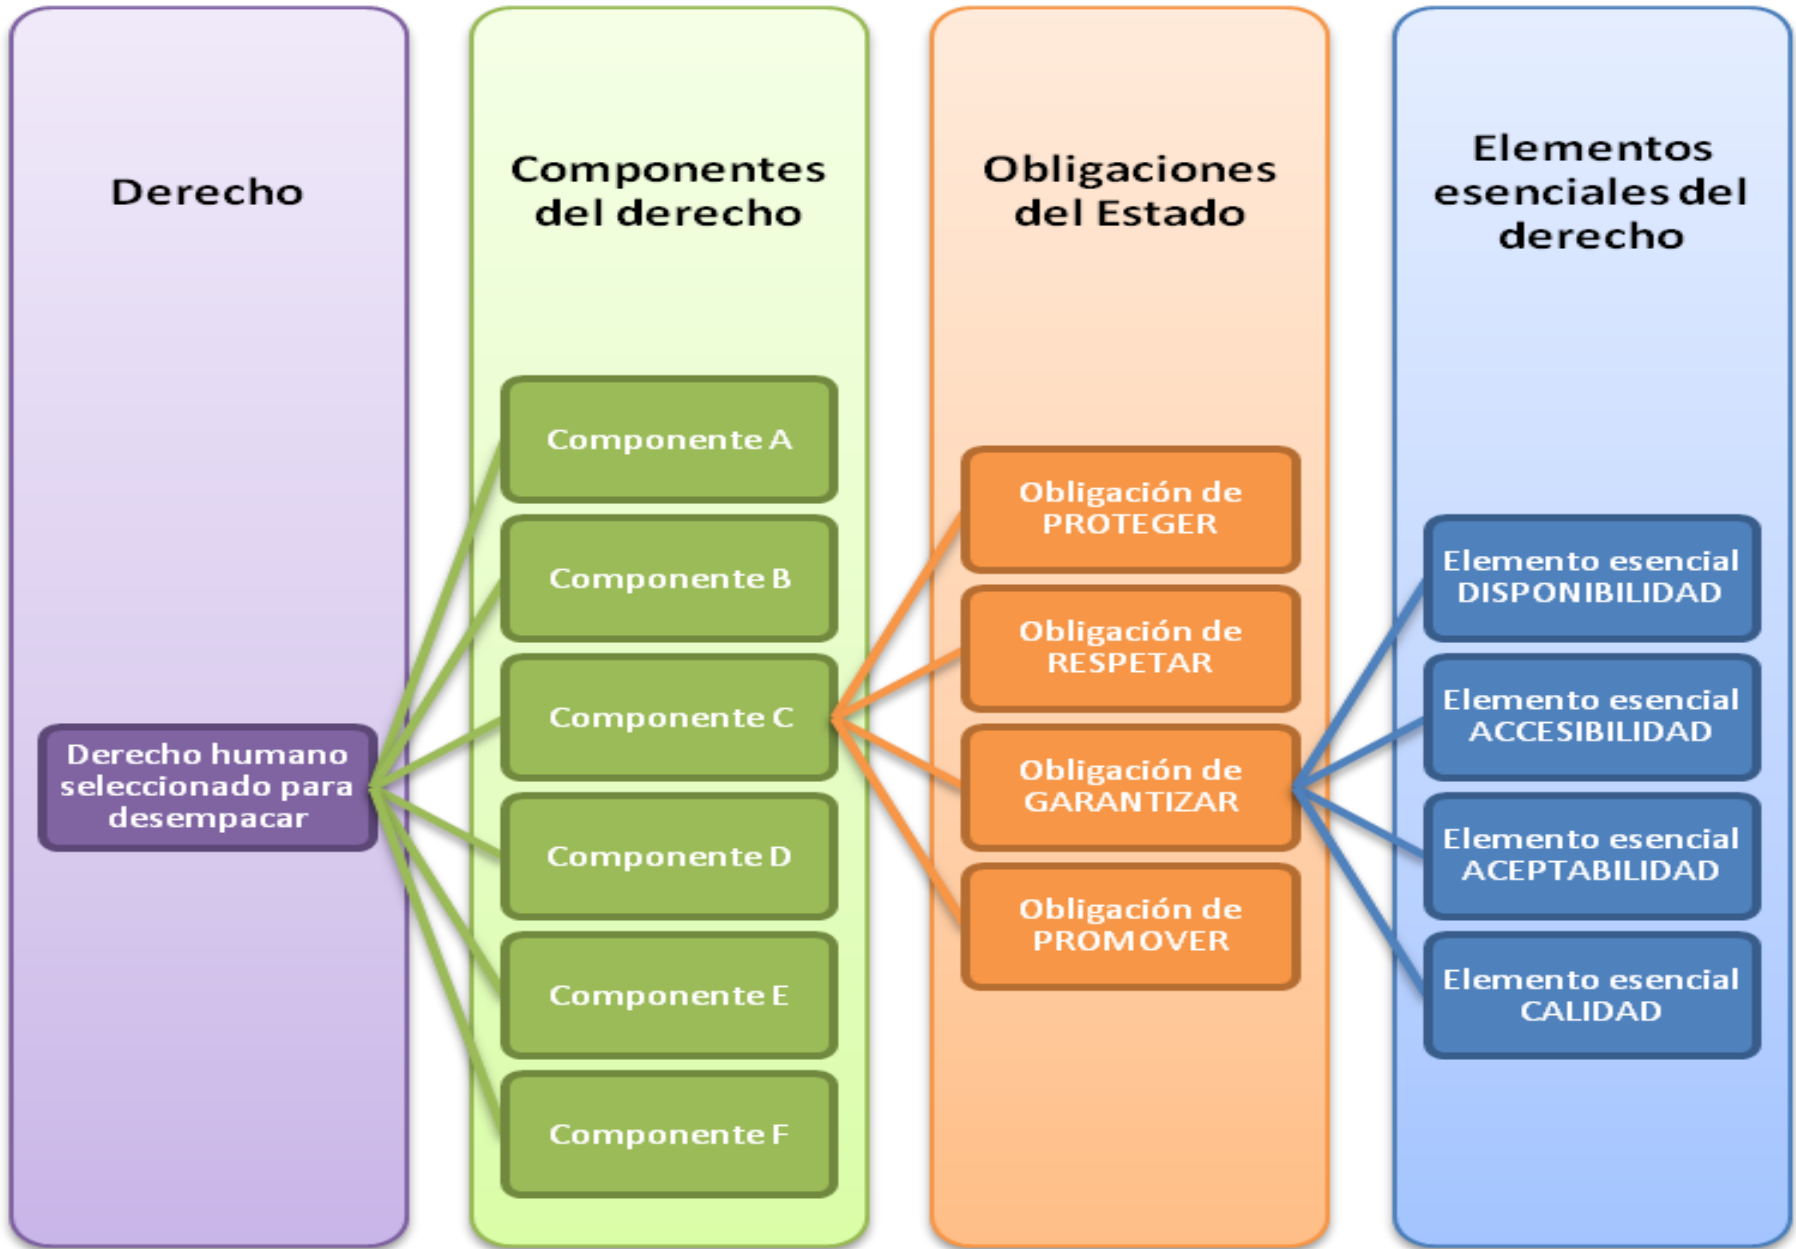 Derecho
Componentes
del derecho
Obligaciones
del Estado
Elementos
esenciales del
derecho
Derecho humano
seleccionado para
desempacar
Componente A
Componente B
Componente C
Componente D
Componente E
Componente F
Obligación de
PROTEGER
Obligación de
RESPETAR
Obligación de
GARANTIZAR
Obligación de
PROMOVER
Elemento esencial
DISPONIBILIDAD
Elemento esencial
ACCESIBILIDAD
Elemento esencial
ACEPTABILIDAD
Elemento esencial
CALIDAD